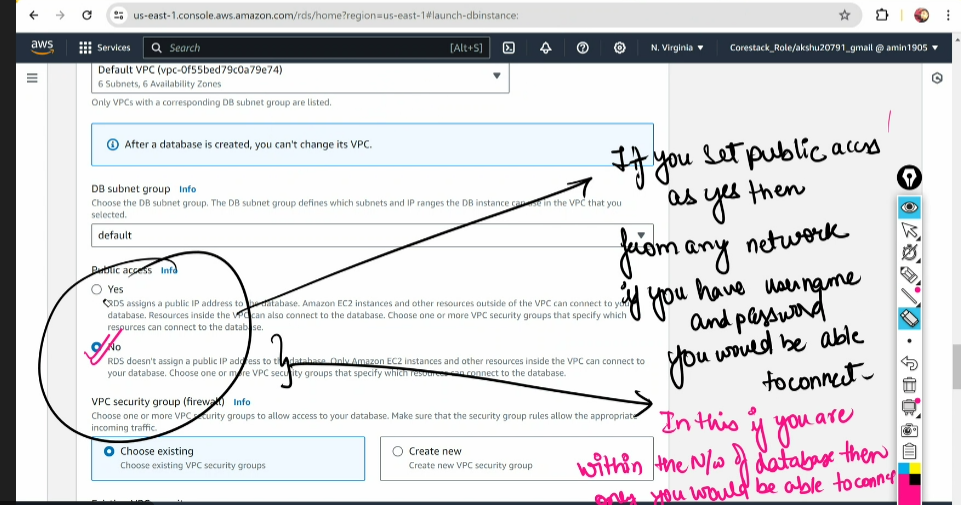 us-east-1.console.aws.amazon.com/rds/home?region=us-east-1#launch-dbinstance:
aws
Services
Search
[Alt+S]
N. Virginia
Corestack_Role/akshu20791_gmail @ amin1905
Default VPC (vpc-0f55bed79c0a79e74)
6 Subnets, 6 Availability Zones
Only VPCs with a corresponding DB subnet group are listed.
After a database is created, you can't change its VPC.
DB subnet group Info
Choose the DB subnet group. The DB subnet group defines which subnets and IP ranges the DB instance can use in the VPC that you
selected.
default
Public access Info
Yes
RDS assigns a public IP address to the database. Amazon EC2 instances and other resources outside of the VPC can connect to your
database. Resources inside the VPC can also connect to the database. Choose one or more VPC security groups that specify which
resources can connect to the database.
No
RDS doesn't assign a public IP address to the database. Only Amazon EC2 instances and other resources inside the VPC can connect to
your database. Choose one or more VPC security groups that specify which resources can connect to the database.
VPC security group (firewall) Info
Choose one or more VPC security groups to allow access to your database. Make sure that the security group rules allow the appropriate
incoming traffic.
Choose existing
Choose existing VPC security groups
Create new
Create new VPC security group
If you set public access
as yes then
from any network
if you have username
and password
you would be able
to connect
In this if you are
within the N/w of database then
only you would be able to connect